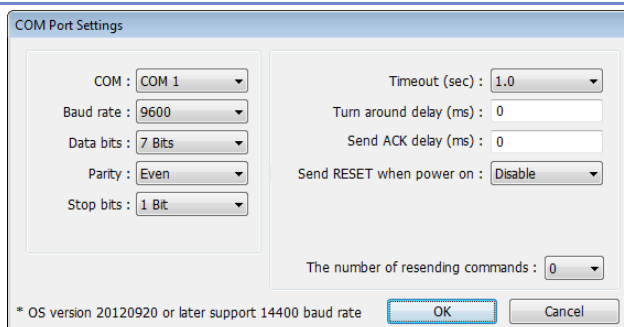 COM Port Settings
COM : COM 1
Baud rate : 9600
Data bits : 7 Bits
Parity : Even
Stop bits : 1 Bit
Timeout (sec) : 1.0
Turn around delay (ms) : 0
Send ACK delay (ms) : 0
Send RESET when power on : Disable
The number of resending commands : 0
* OS version 20120920 or later support 14400 baud rate
OK
Cancel